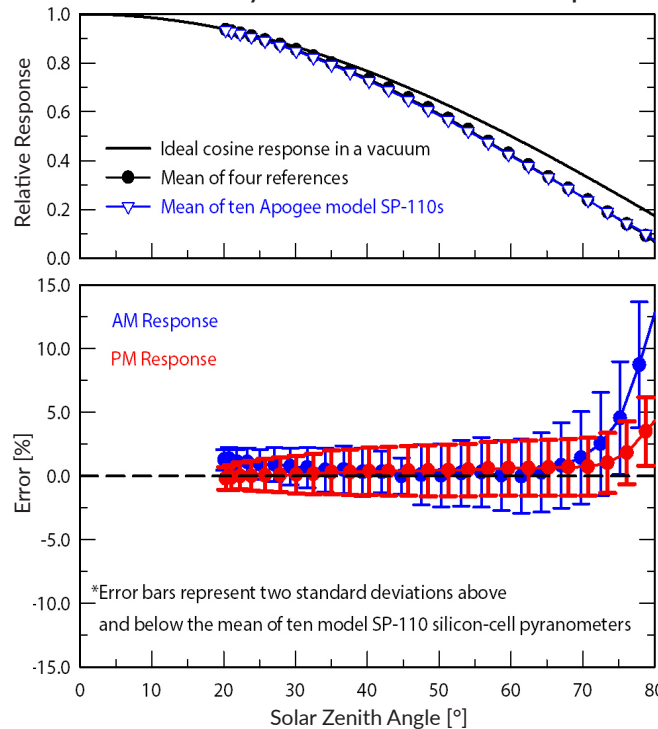 1.0
0.8
0.6
0.4
0.2
0.0
Relative Response
Ideal cosine response in a vacuum
Mean of four references
Mean of ten Apogee model SP-110s
15.0
10.0
5.0
0.0
-5.0
-10.0
-15.0
Error [%]
AM Response
PM Response
*Error bars represent two standard deviations above
and below the mean of ten model SP-110 silicon-cell pyranometers
0 10 20 30 40 50 60 70 80
Solar Zenith Angle [°]